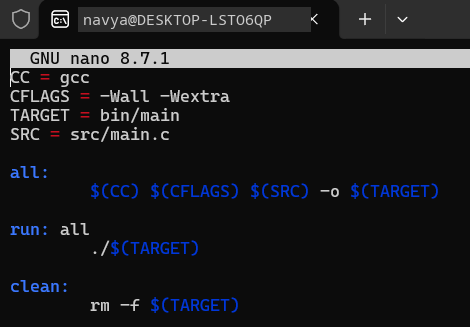 navya@DESKTOP-LSTO6QP
GNU nano 8.7.1
CC = gcc
CFLAGS = -Wall -Wextra
TARGET = bin/main
SRC = src/main.c
all:
        $(CC) $(CFLAGS) $(SRC) -o $(TARGET)
run: all
        ./$(TARGET)
clean:
        rm -f $(TARGET)